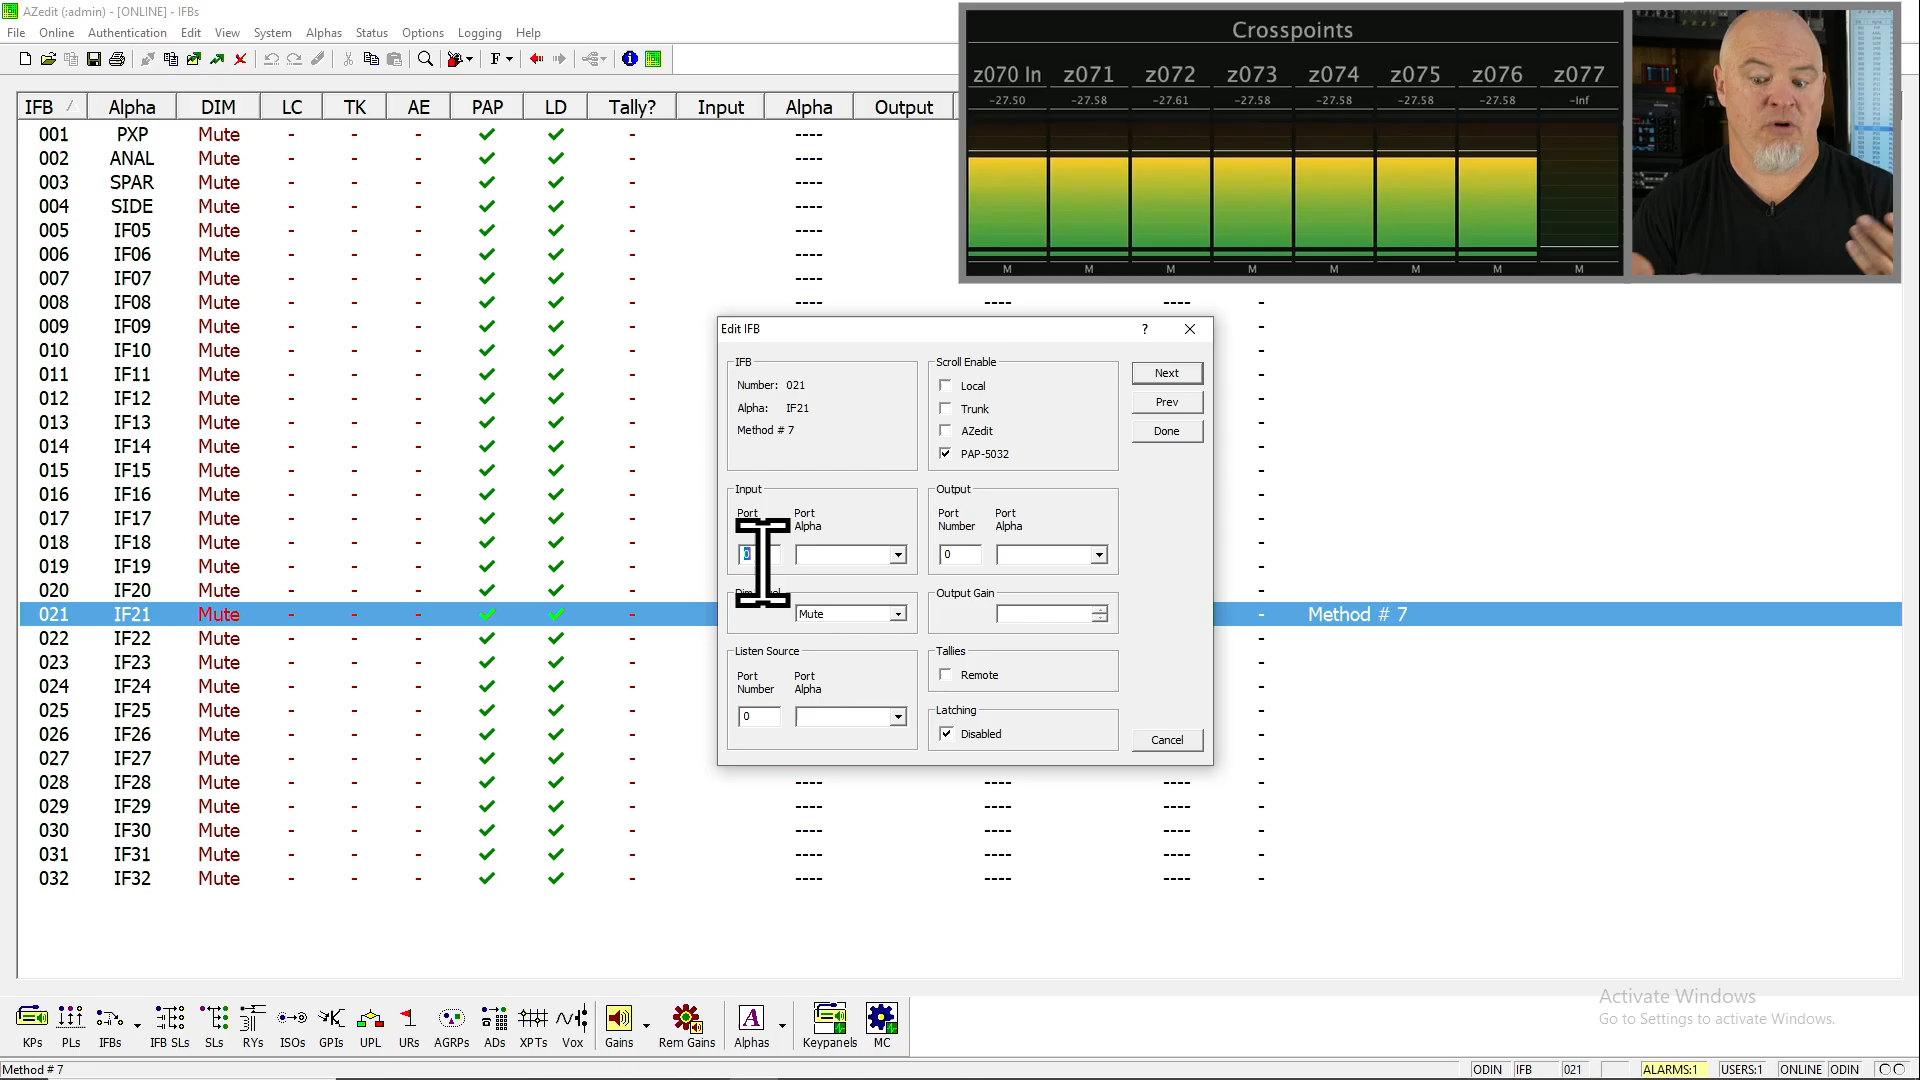 AZedit (:admin) - [ONLINE] - IFBs
File Online Authentication Edit View System Alphas Status Options Logging Help
F
IFB Alpha DIM LC TK AE PAP LD Tally? Input Alpha Output
001 PXP Mute - - - - ----
002 ANAL Mute - - - - ----
003 SPAR Mute - - - - ----
004 SIDE Mute - - - - ----
005 IF05 Mute - - - - ----
006 IF06 Mute - - - - ----
007 IF07 Mute - - - - ----
008 IF08 Mute - - - - ---- ---- ---- -
009 IF09 Mute - - - - -
010 IF10 Mute - - - - -
011 IF11 Mute - - - - -
012 IF12 Mute - - - - -
013 IF13 Mute - - - - -
014 IF14 Mute - - - - -
015 IF15 Mute - - - - -
016 IF16 Mute - - - - -
017 IF17 Mute - - - - -
018 IF18 Mute - - - - -
019 IF19 Mute - - - - -
020 IF20 Mute - - - - -
021 IF21 Mute - - - - - Method # 7
022 IF22 Mute - - - - -
023 IF23 Mute - - - - -
024 IF24 Mute - - - - -
025 IF25 Mute - - - - -
026 IF26 Mute - - - - -
027 IF27 Mute - - - - -
028 IF28 Mute - - - - ---- ---- ---- -
029 IF29 Mute - - - - ---- ---- ---- -
030 IF30 Mute - - - - ---- ---- ---- -
031 IF31 Mute - - - - ---- ---- ---- -
032 IF32 Mute - - - - ---- ---- ---- -
Crosspoints
z070 In z071 z072 z073 z074 z075 z076 z077
-27.50 -27.58 -27.61 -27.58 -27.58 -27.58 -27.58 -Inf
M M M M M M M M
Edit IFB ?
IFB
Number: 021
Alpha: IF21
Method # 7
Scroll Enable
Local
Trunk
AZedit
PAP-5032
Next
Prev
Done
Input
Port
Port
Alpha
0
Output
Port
Number
Port
Alpha
0
Mute
Output Gain
Listen Source
Port
Number
Port
Alpha
0
Tallies
Remote
Latching
Disabled
Cancel
Activate Windows
Go to Settings to activate Windows.
KPs PLs IFBs IFB SLs SLs RYs ISOs GPIs UPL URs AGRPs ADs XPTs Vox Gains Rem Gains Alphas Keypanels MC
Method # 7 ODIN IFB 021 ALARMS:1 USERS:1 ONLINE ODIN